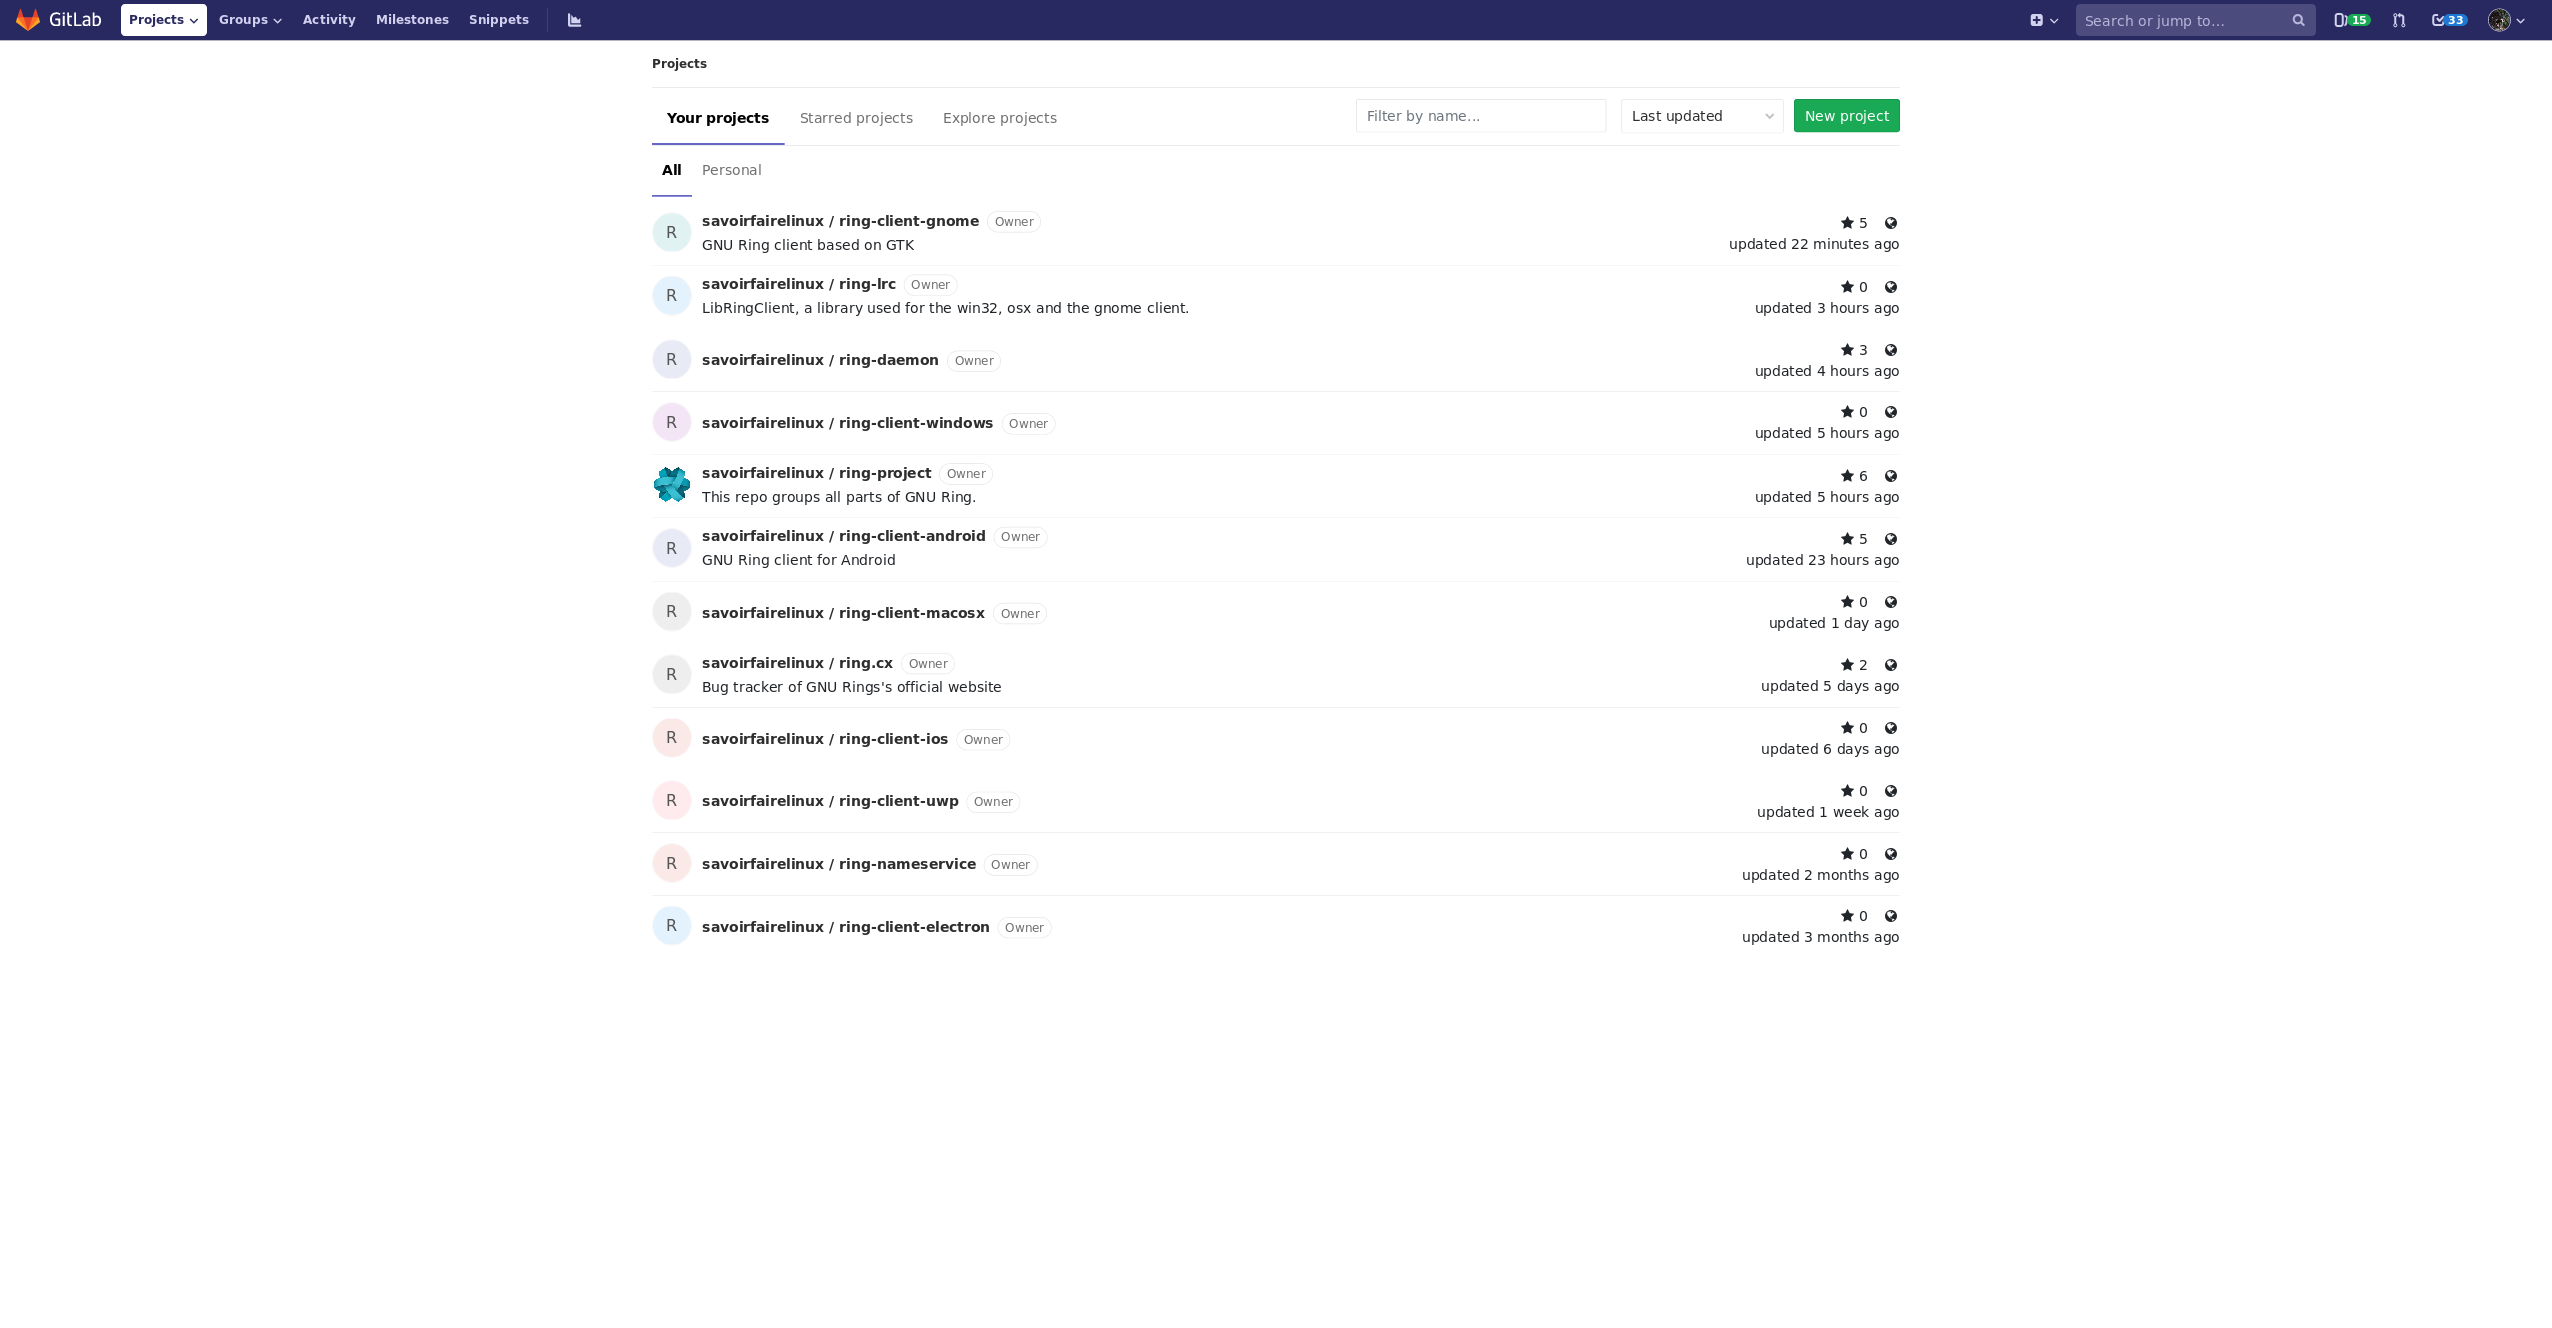 GitLab Projects Groups Activity Milestones Snippets Search or jump to... 15 33
Projects
Your projects Starred projects Explore projects Filter by name... Last updated New project
All Personal
R savoirfairelinux / ring-client-gnome Owner 5
GNU Ring client based on GTK updated 22 minutes ago
R savoirfairelinux / ring-lrc Owner 0
LibRingClient, a library used for the win32, osx and the gnome client. updated 3 hours ago
R savoirfairelinux / ring-daemon Owner 3
updated 4 hours ago
R savoirfairelinux / ring-client-windows Owner 0
updated 5 hours ago
savoirfairelinux / ring-project Owner 6
This repo groups all parts of GNU Ring. updated 5 hours ago
R savoirfairelinux / ring-client-android Owner 5
GNU Ring client for Android updated 23 hours ago
R savoirfairelinux / ring-client-macosx Owner 0
updated 1 day ago
R savoirfairelinux / ring.cx Owner 2
Bug tracker of GNU Rings's official website updated 5 days ago
R savoirfairelinux / ring-client-ios Owner 0
updated 6 days ago
R savoirfairelinux / ring-client-uwp Owner 0
updated 1 week ago
R savoirfairelinux / ring-nameservice Owner 0
updated 2 months ago
R savoirfairelinux / ring-client-electron Owner 0
updated 3 months ago